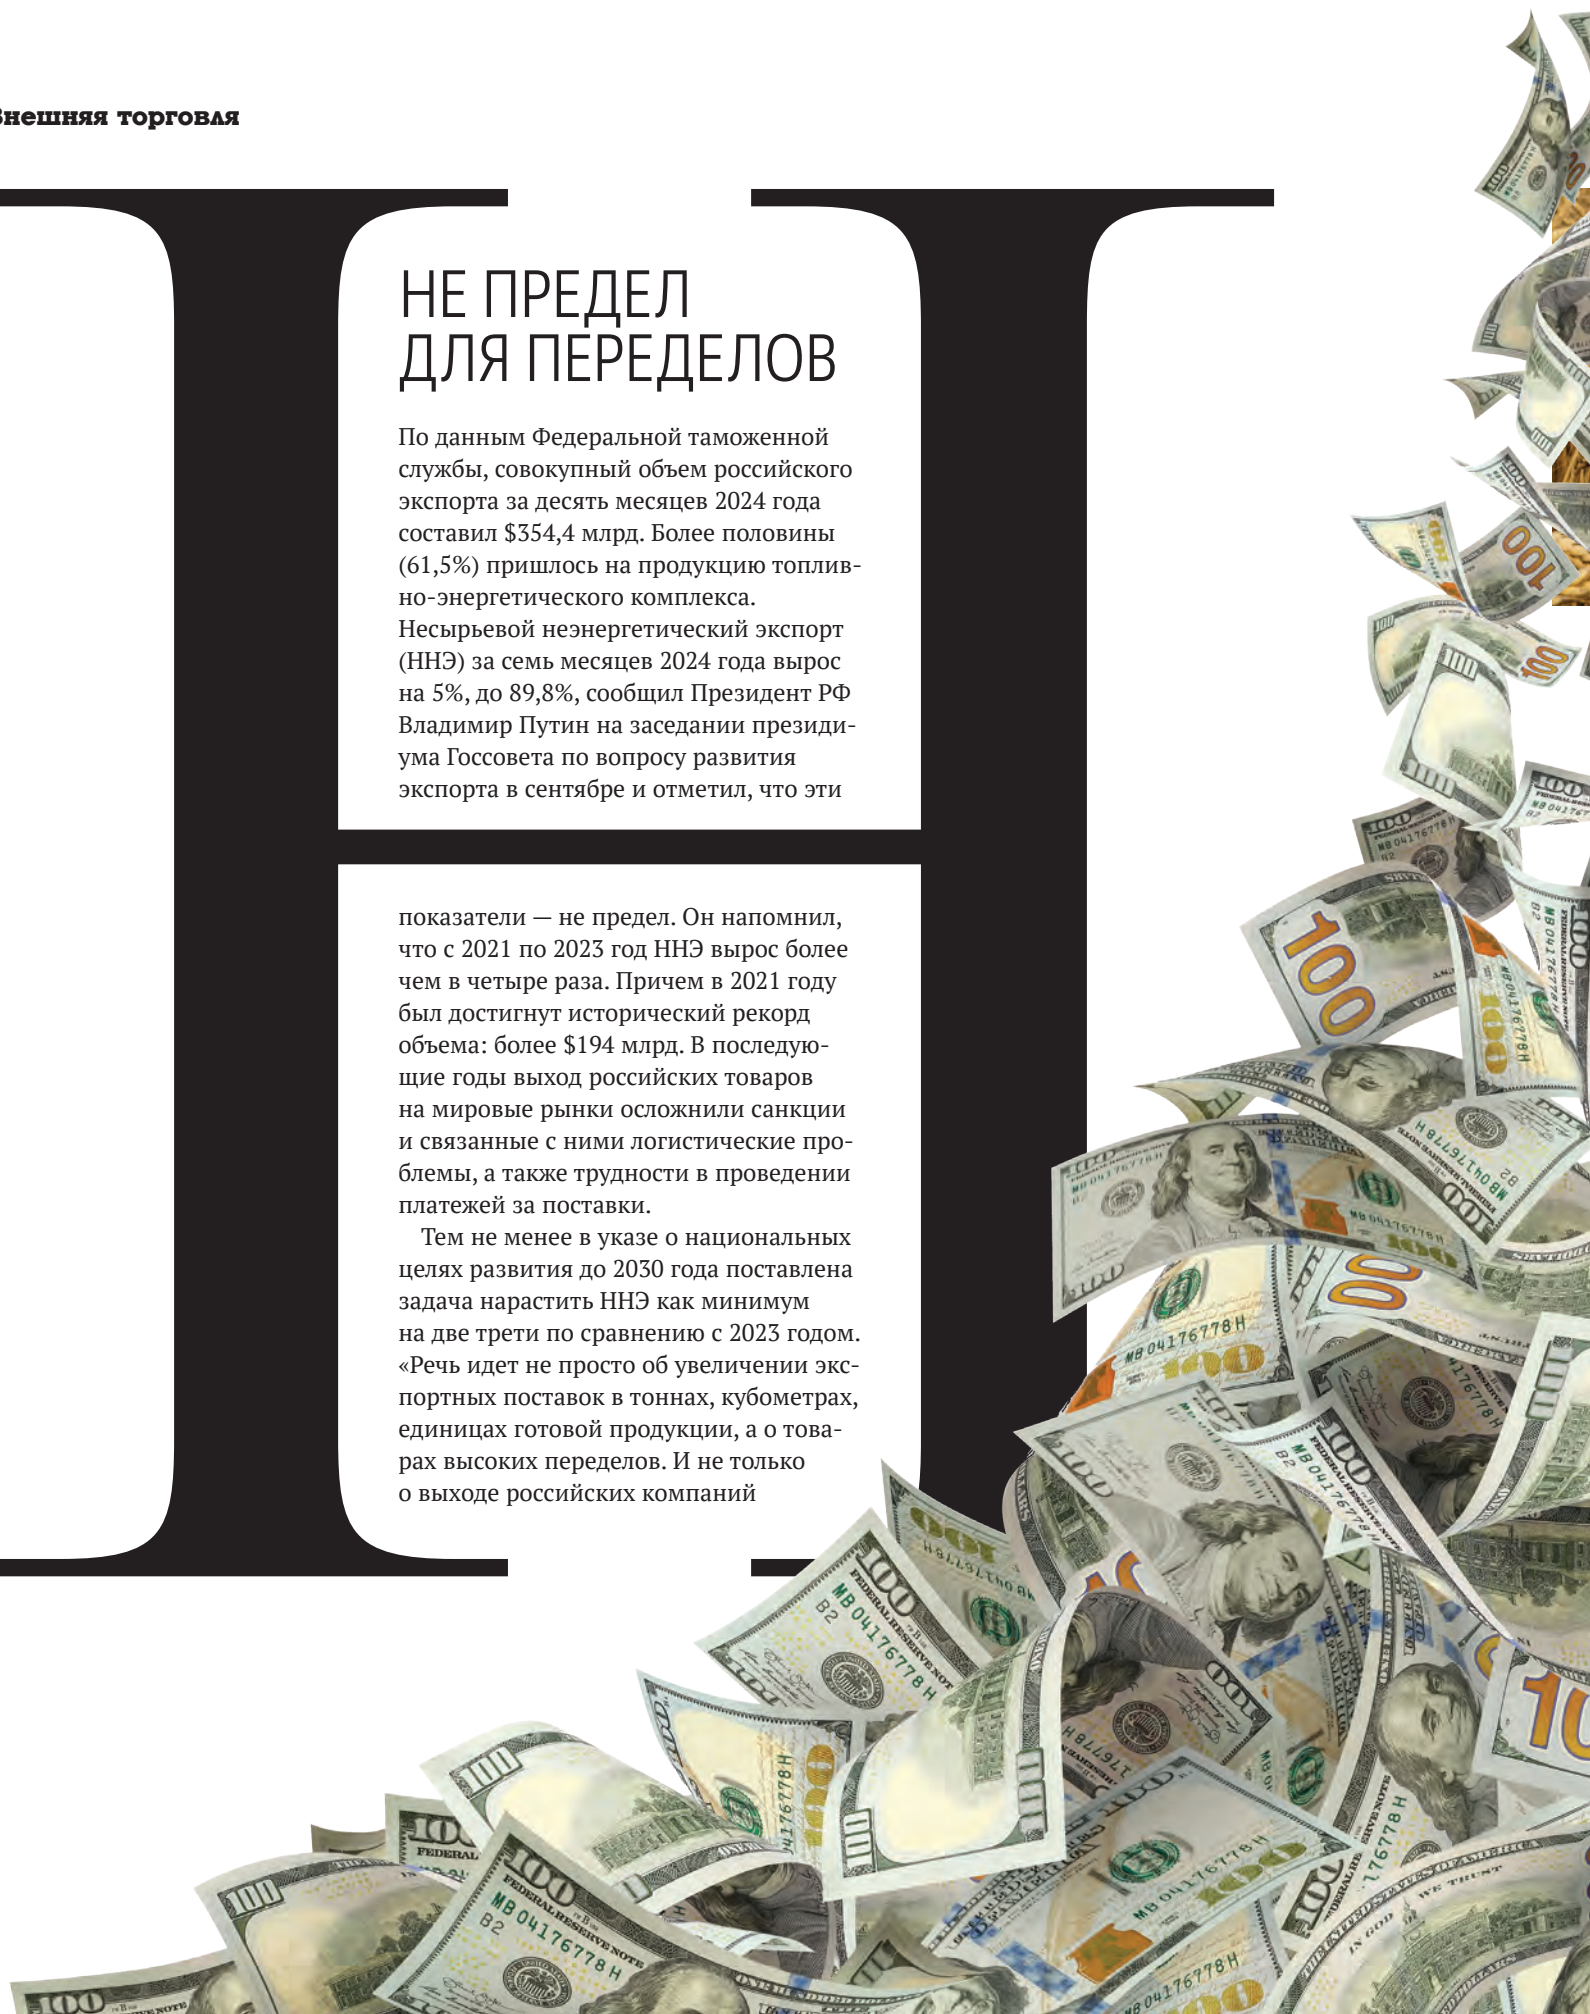 Внешняя торговля
НЕ ПРЕДЕЛ
ДЛЯ ПЕРЕДЕЛОВ
По данным Федеральной таможенной
службы, совокупный объем российского
экспорта за десять месяцев 2024 года
составил $354,4 млрд. Более половины
(61,5%) пришлось на продукцию топлив-
но-энергетического комплекса.
Несырьевой неэнергетический экспорт
(ННЭ) за семь месяцев 2024 года вырос
на 5%, до 89,8%, сообщил Президент РФ
Владимир Путин на заседании президи-
ума Госсовета по вопросу развития
экспорта в сентябре и отметил, что эти
показатели — не предел. Он напомнил,
что с 2021 по 2023 год ННЭ вырос более
чем в четыре раза. Причем в 2021 году
был достигнут исторический рекорд
объема: более $194 млрд. В последую-
щие годы выход российских товаров
на мировые рынки осложнили санкции
и связанные с ними логистические про-
блемы, а также трудности в проведении
платежей за поставки.
Тем не менее в указе о национальных
целях развития до 2030 года поставлена
задача нарастить ННЭ как минимум
на две трети по сравнению с 2023 годом.
«Речь идет не просто об увеличении экс-
портных поставок в тоннах, кубометрах,
единицах готовой продукции, а о това-
рах высоких переделов. И не только
о выходе российских компаний